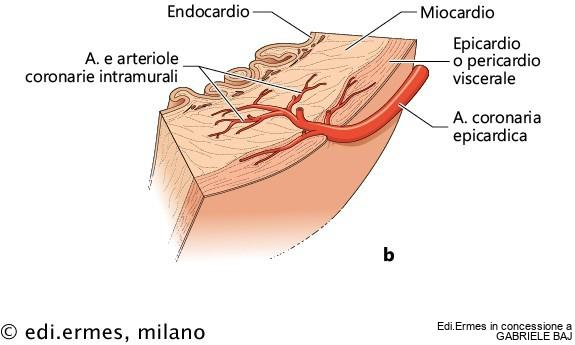 Endocardio
Miocardio
A. e arteriole
coronarie intramurali
Epicardio
o pericardio
viscerale
A. coronaria
epicardica
b
© edi.ermes, milano
Edi.Ermes in concessione a
GABRIELE BAJ